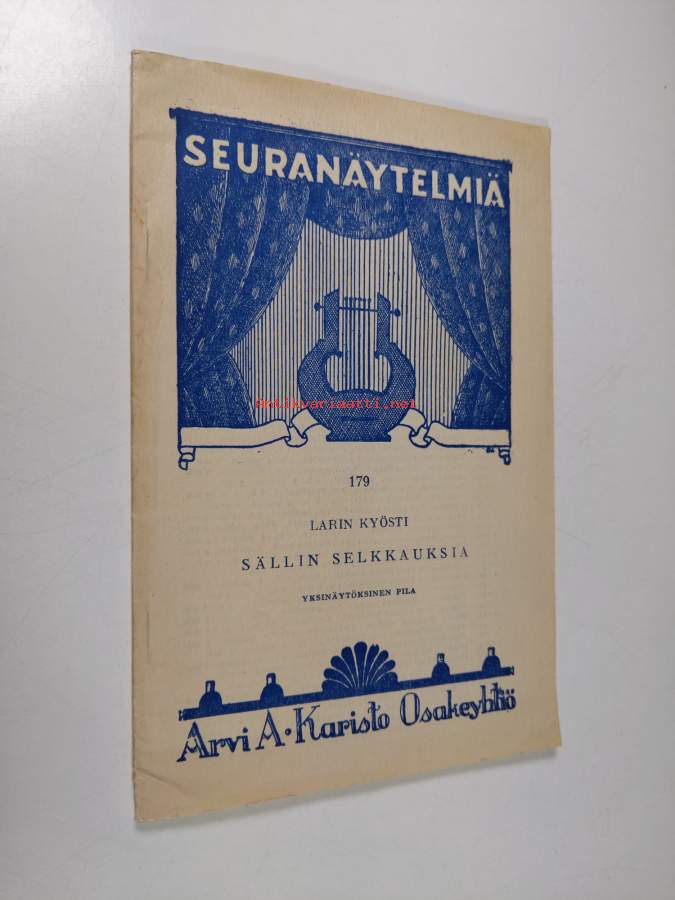 SEURANÄYTELMIÄ
Antikvariaatti.net
179
LARIN KYÖSTI
SÄLLIN SELKKAUKSIA
YKSINÄYTÖKSINEN PILA
Arvi A. Karisto Osakeyhtiö